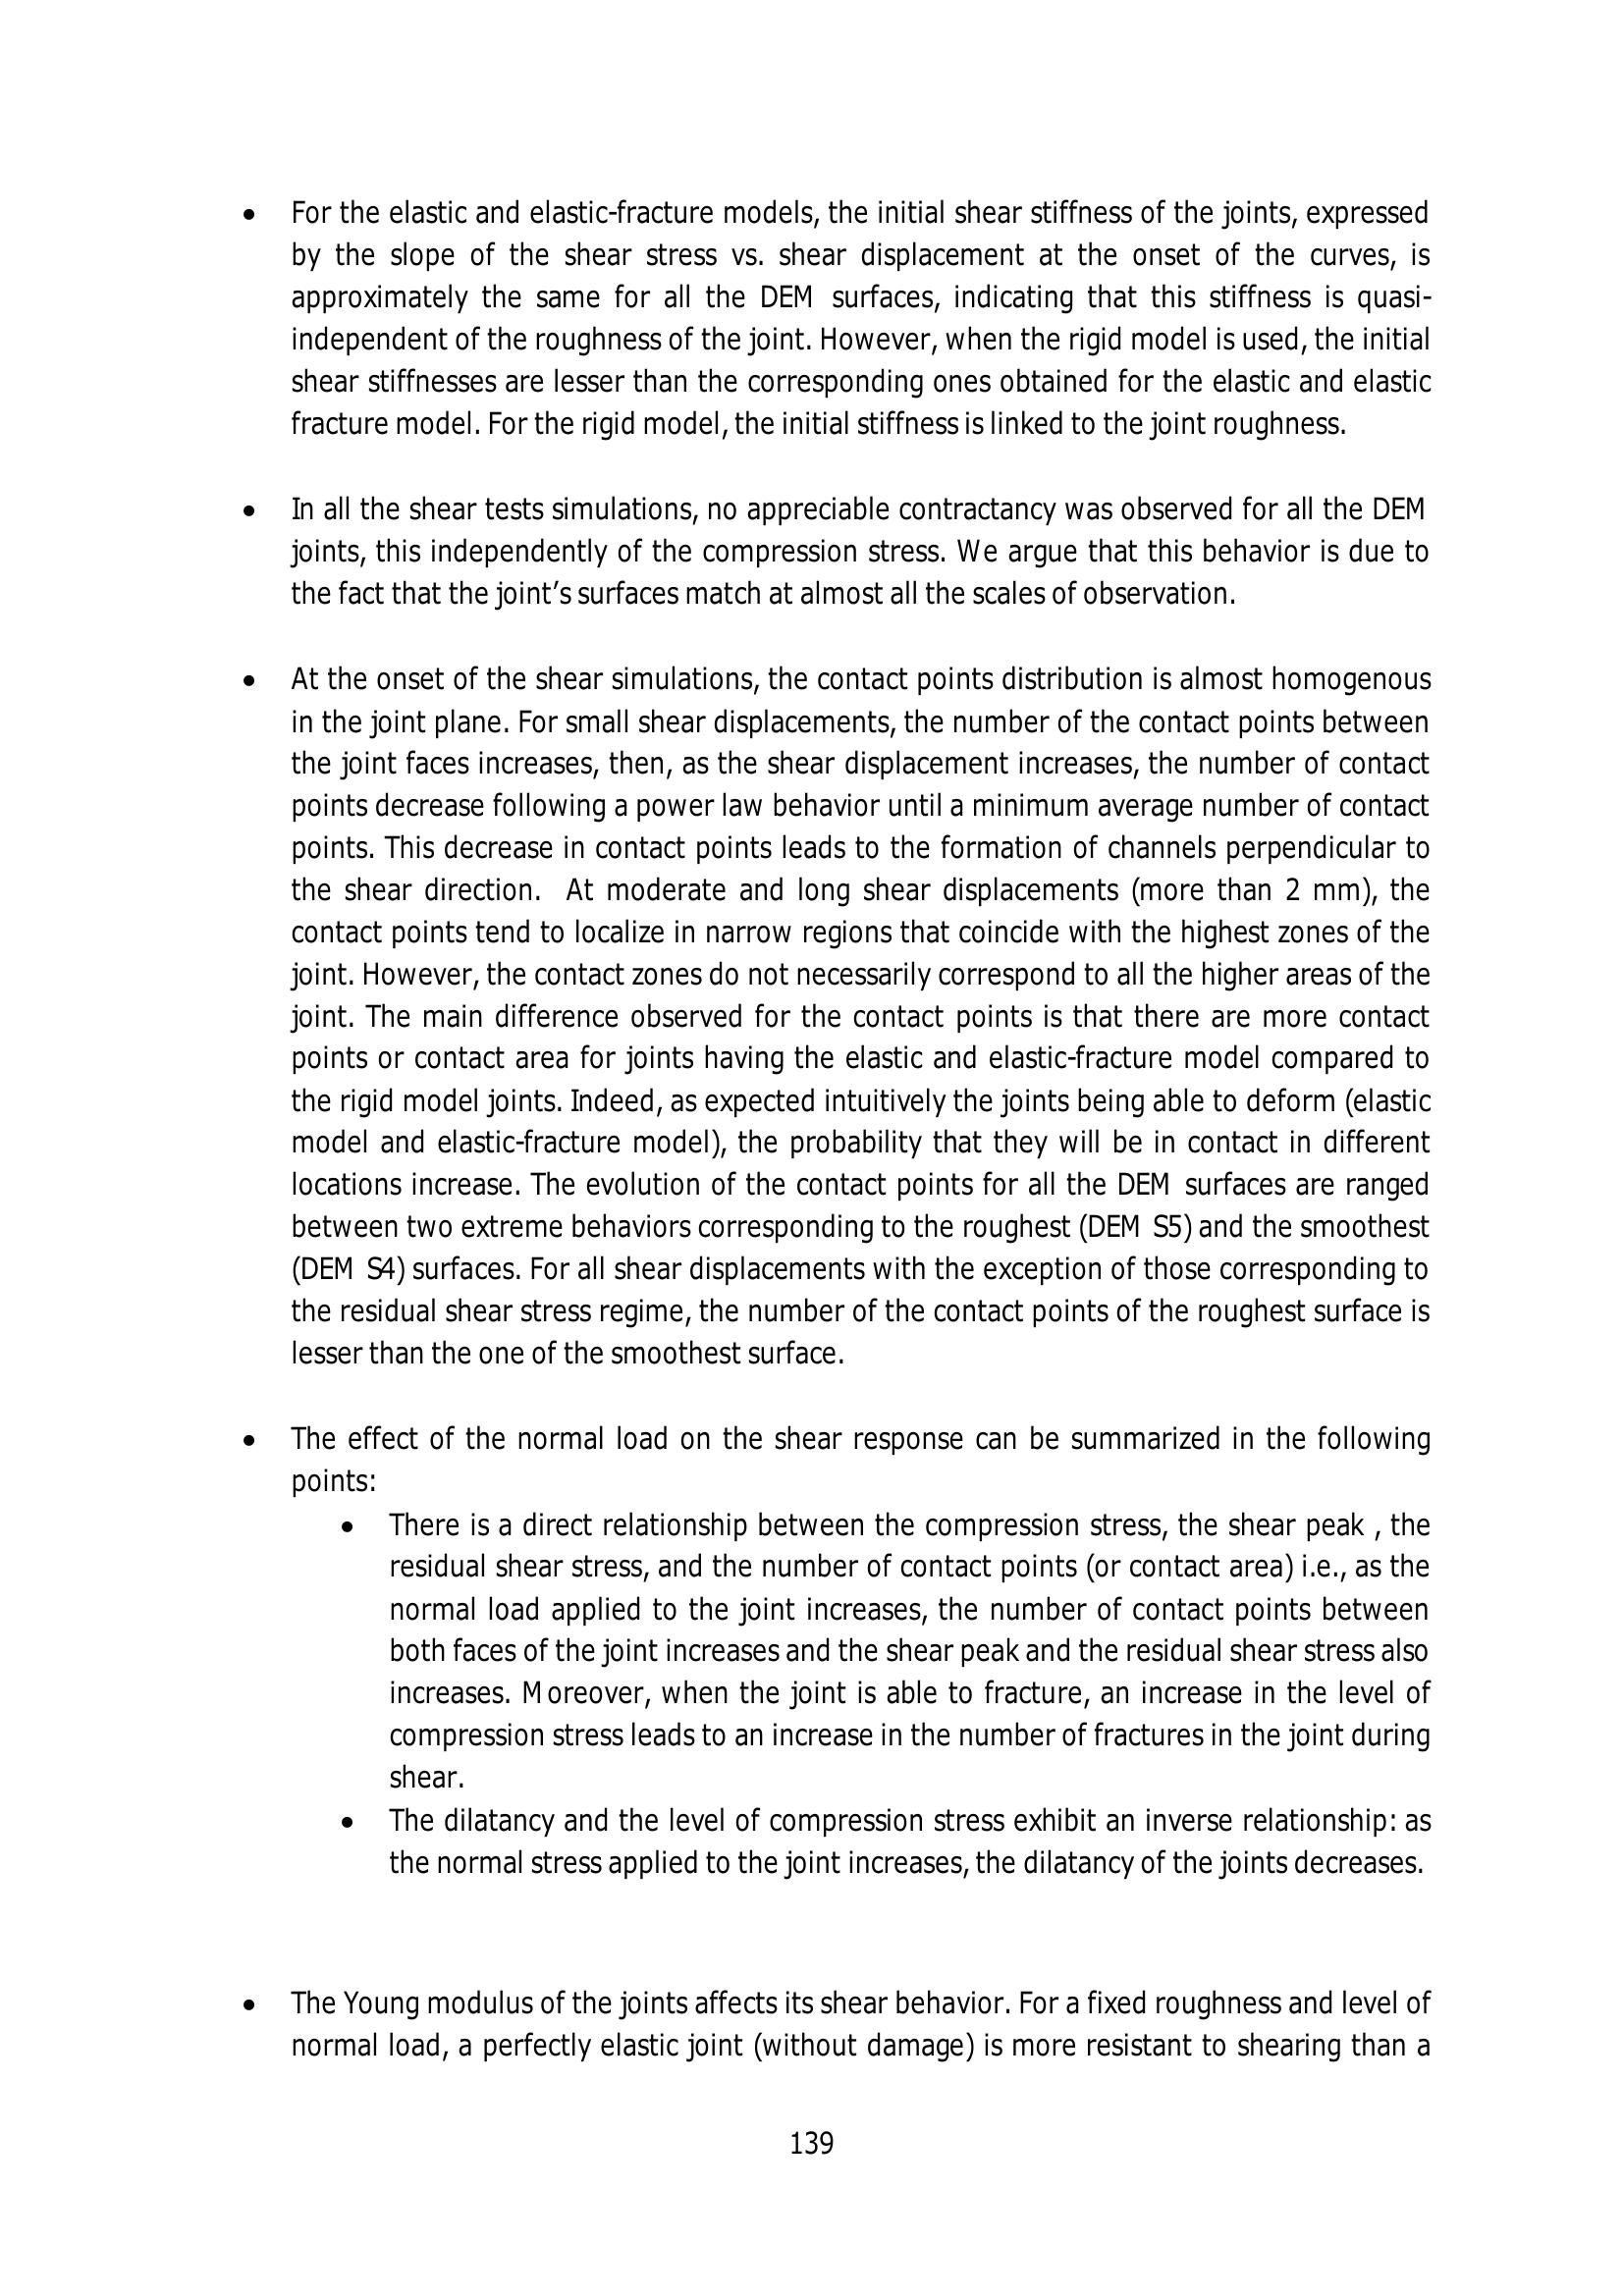 • For the elastic and elastic-fracture models, the initial shear stiffness of the joints, expressed
by the slope of the shear stress vs. shear displacement at the onset of the curves, is
approximately the same for all the DEM surfaces, indicating that this stiffness is quasi-
independent of the roughness of the joint. However, when the rigid model is used, the initial
shear stiffnesses are lesser than the corresponding ones obtained for the elastic and elastic
fracture model. For the rigid model, the initial stiffness is linked to the joint roughness.
• In all the shear tests simulations, no appreciable contractancy was observed for all the DEM
joints, this independently of the compression stress. We argue that this behavior is due to
the fact that the joint’s surfaces match at almost all the scales of observation.
• At the onset of the shear simulations, the contact points distribution is almost homogenous
in the joint plane. For small shear displacements, the number of the contact points between
the joint faces increases, then, as the shear displacement increases, the number of contact
points decrease following a power law behavior until a minimum average number of contact
points. This decrease in contact points leads to the formation of channels perpendicular to
the shear direction. At moderate and long shear displacements (more than 2 mm), the
contact points tend to localize in narrow regions that coincide with the highest zones of the
joint. However, the contact zones do not necessarily correspond to all the higher areas of the
joint. The main difference observed for the contact points is that there are more contact
points or contact area for joints having the elastic and elastic-fracture model compared to
the rigid model joints. Indeed, as expected intuitively the joints being able to deform (elastic
model and elastic-fracture model), the probability that they will be in contact in different
locations increase. The evolution of the contact points for all the DEM surfaces are ranged
between two extreme behaviors corresponding to the roughest (DEM S5) and the smoothest
(DEM S4) surfaces. For all shear displacements with the exception of those corresponding to
the residual shear stress regime, the number of the contact points of the roughest surface is
lesser than the one of the smoothest surface.
• The effect of the normal load on the shear response can be summarized in the following
points:
• There is a direct relationship between the compression stress, the shear peak , the
residual shear stress, and the number of contact points (or contact area) i.e., as the
normal load applied to the joint increases, the number of contact points between
both faces of the joint increases and the shear peak and the residual shear stress also
increases. Moreover, when the joint is able to fracture, an increase in the level of
compression stress leads to an increase in the number of fractures in the joint during
shear.
• The dilatancy and the level of compression stress exhibit an inverse relationship: as
the normal stress applied to the joint increases, the dilatancy of the joints decreases.
• The Young modulus of the joints affects its shear behavior. For a fixed roughness and level of
normal load, a perfectly elastic joint (without damage) is more resistant to shearing than a
139